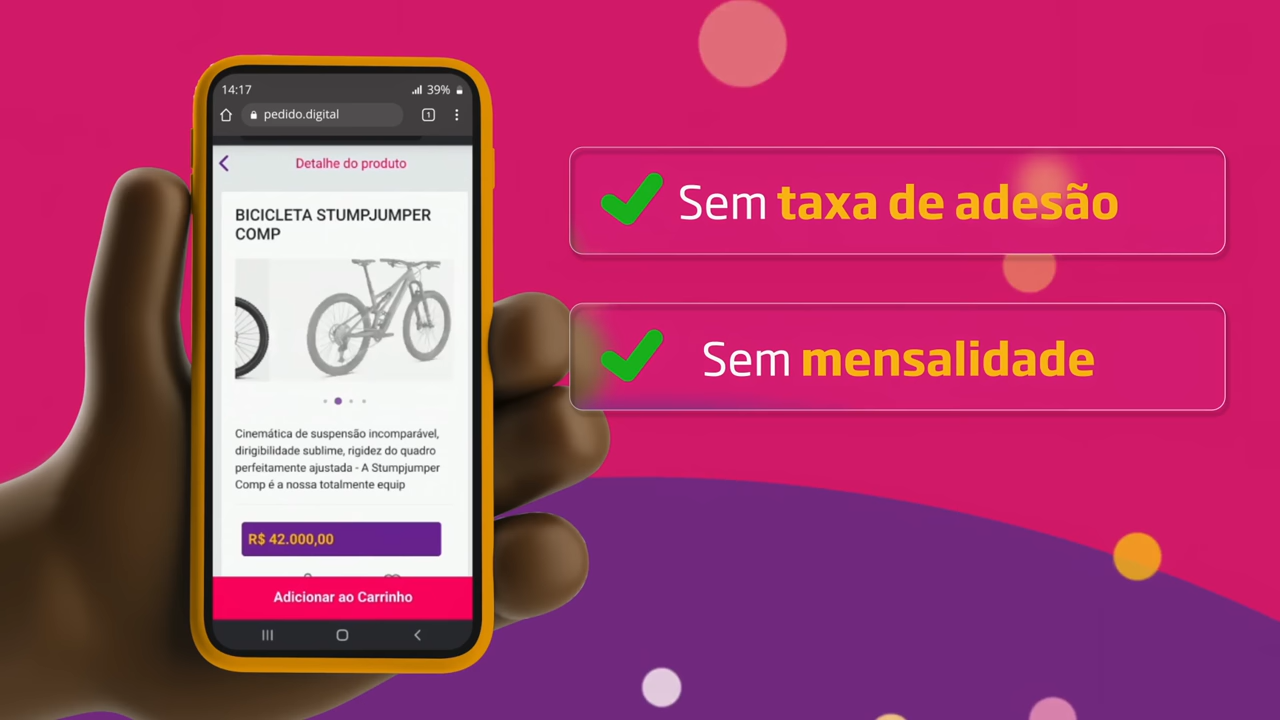 14:17
39%
pedido.digital
1
Detalhe do produto
BICICLETA STUMPJUMPER
COMP
Cinemática de suspensão incomparável,
dirigibilidade sublime, rigidez do quadro
perfeitamente ajustada - A Stumpjumper
Comp é a nossa totalmente equip
R$ 42.000,00
Adicionar ao Carrinho
Sem taxa de adesão
Sem mensalidade